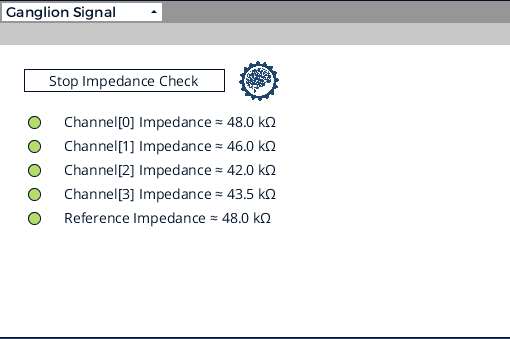 Ganglion Signal
Stop Impedance Check
Channel[0] Impedance ≈ 48.0 kΩ
Channel[1] Impedance ≈ 46.0 kΩ
Channel[2] Impedance ≈ 42.0 kΩ
Channel[3] Impedance ≈ 43.5 kΩ
Reference Impedance ≈ 48.0 kΩ